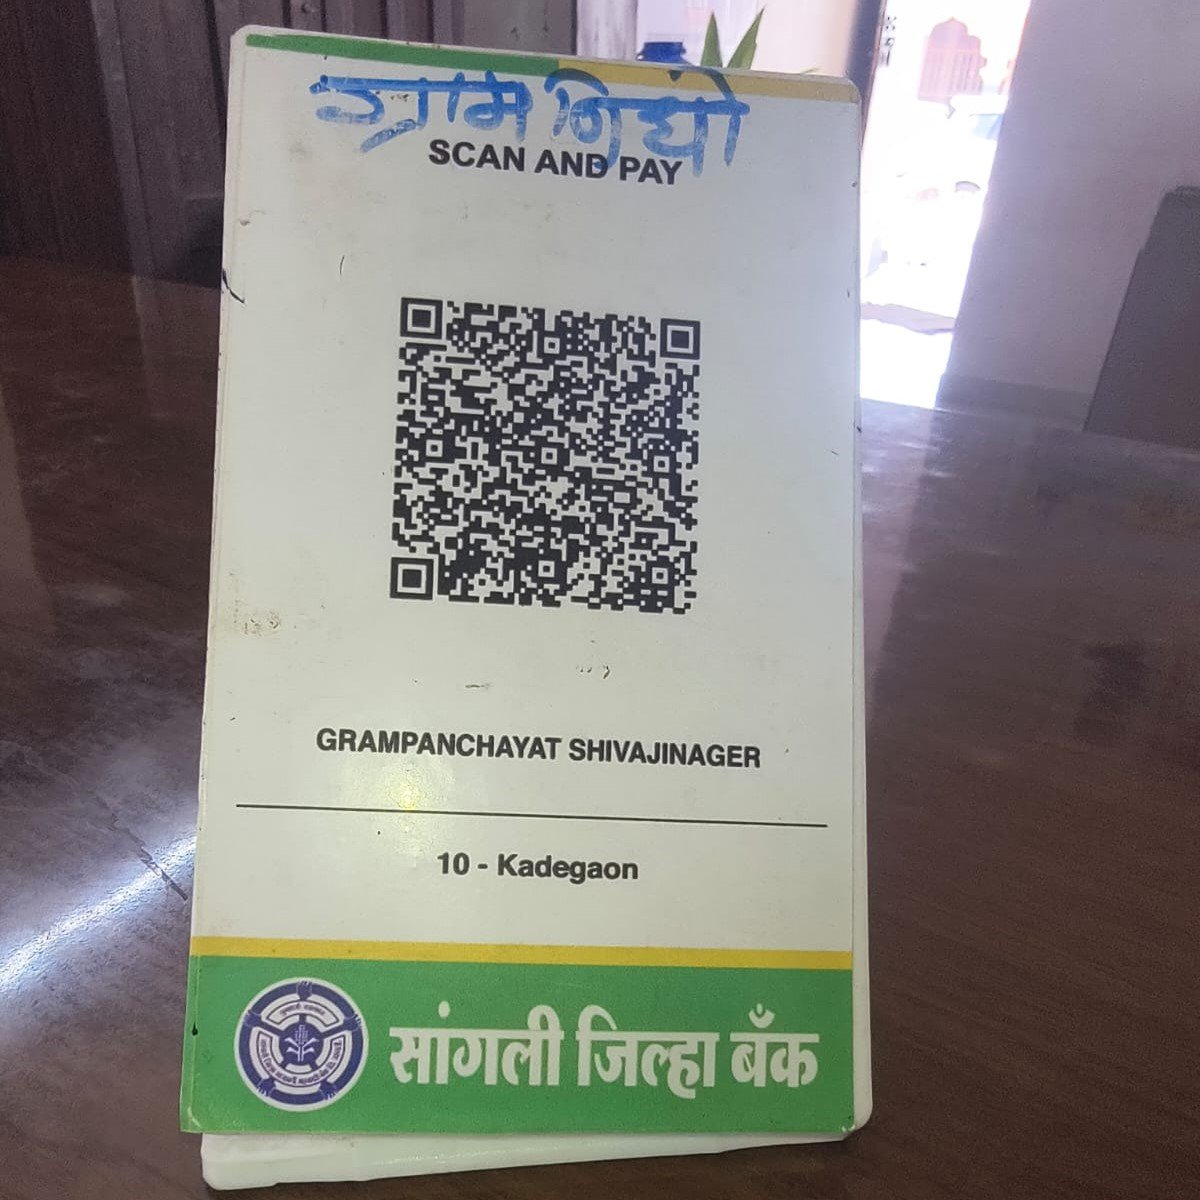 ग्राम निधी
SCAN AND PAY
GRAMPANCHAYAT SHIVAJINAGER
10 - Kadegaon
सांगली जिल्हा बँक